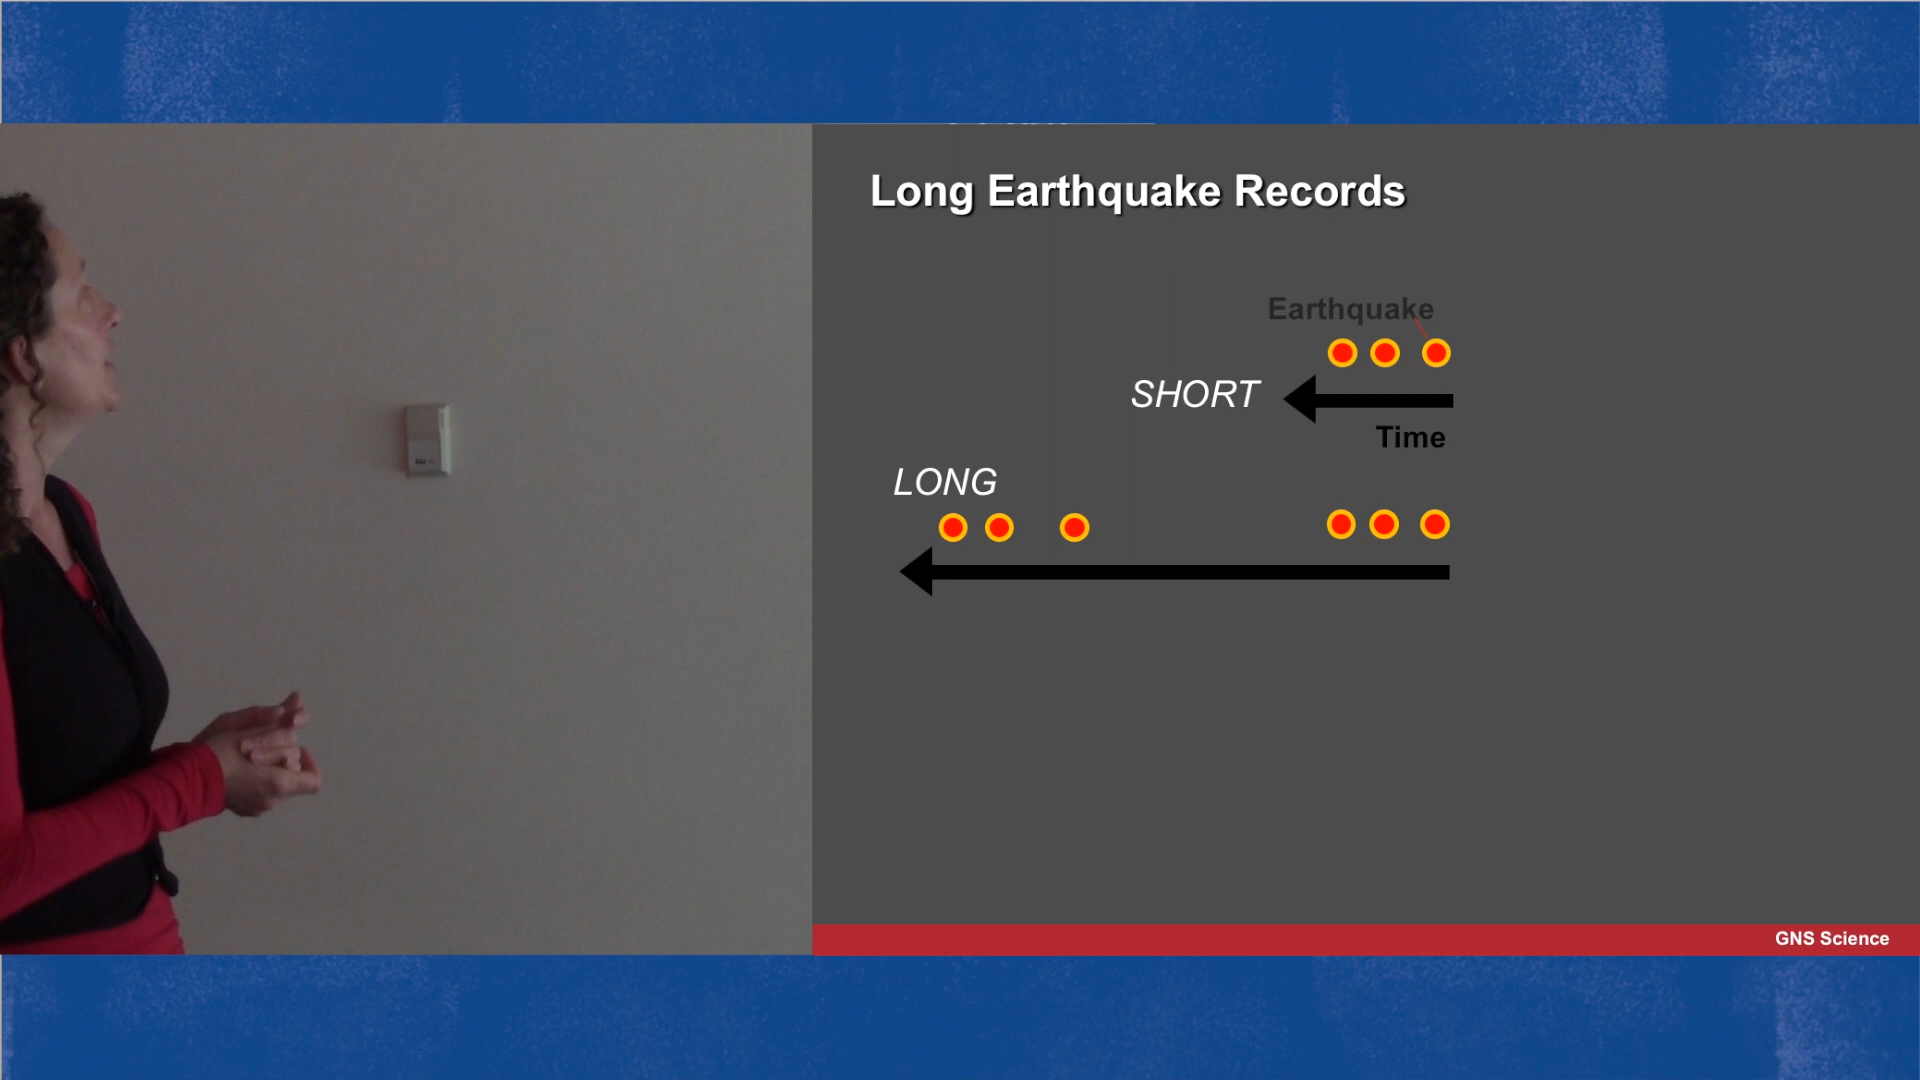 Long Earthquake Records
Earthquake
SHORT
Time
LONG
GNS Science